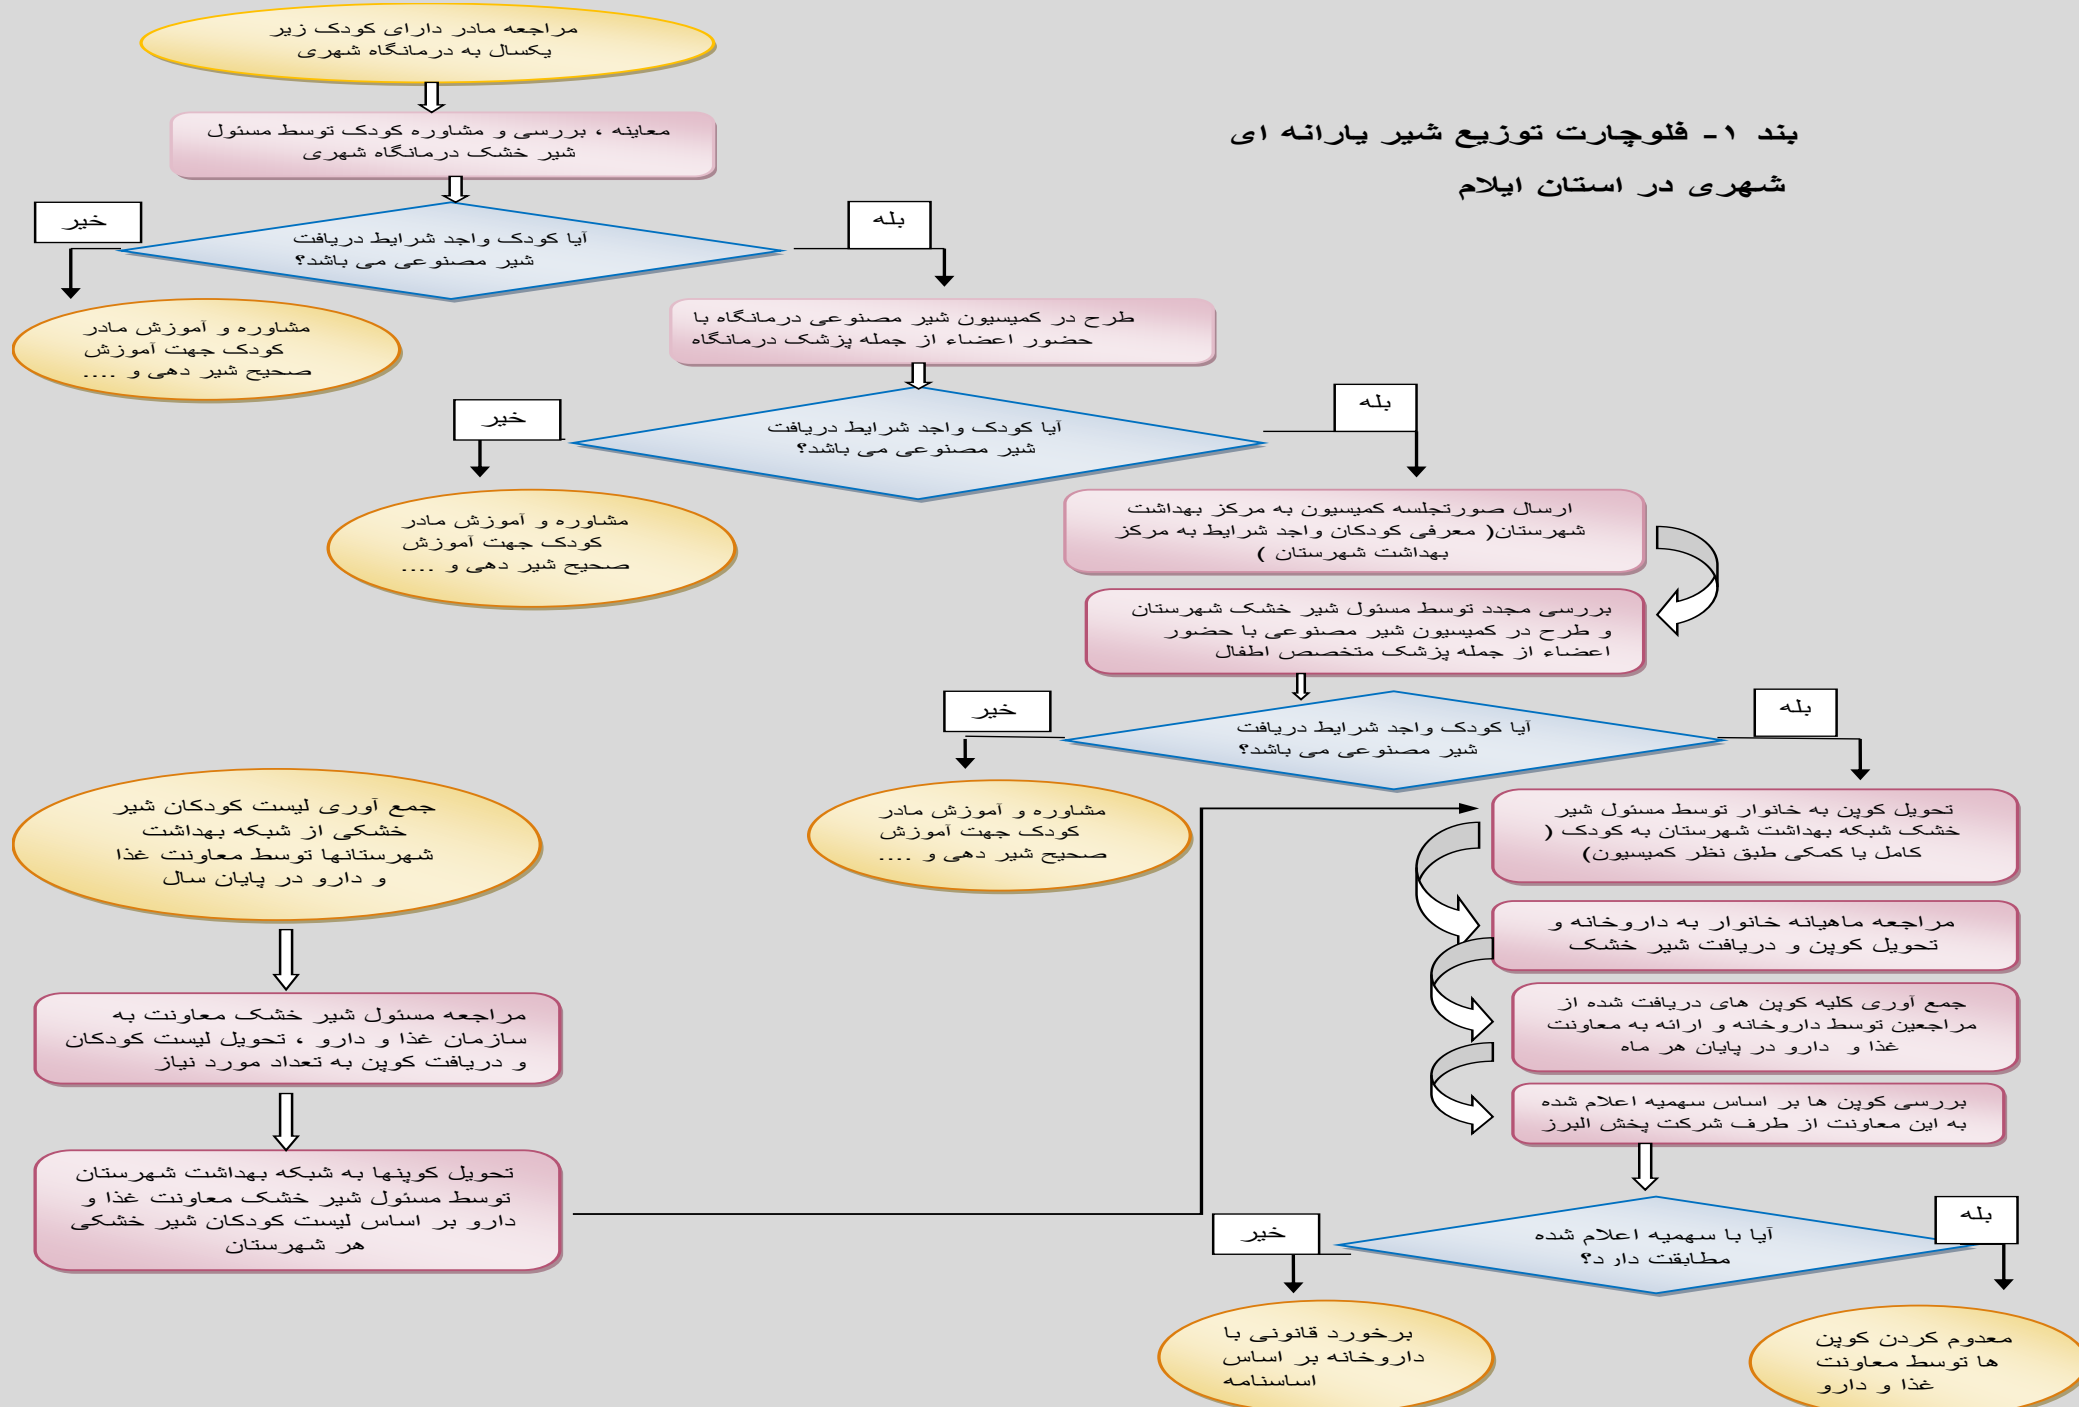 بند ۱- فلوچارت توزیع شیر یارانه ای
شهری در استان ایلام
مراجعه مادر دارای کودک زیر
یکسال به درمانگاه شهری
معاینه ، بررسی و مشاوره کودک توسط مسئول
شیر خشک درمانگاه شهری
بله
خیر
آیا کودک واجد شرایط دریافت
شیر مصنوعی می باشد؟
مشاوره و آموزش مادر
کودک جهت آموزش
صحیح شیر دهی و ....
طرح در کمیسیون شیر مصنوعی درمانگاه با
حضور اعضاء از جمله پزشک درمانگاه
بله
خیر
آیا کودک واجد شرایط دریافت
شیر مصنوعی می باشد؟
مشاوره و آموزش مادر
کودک جهت آموزش
صحیح شیر دهی و ....
ارسال صورتجلسه کمیسیون به مرکز بهداشت
شهرستان( معرفی کودکان واجد شرایط به مرکز
بهداشت شهرستان )
بررسی مجدد توسط مسئول شیر خشک شهرستان
و طرح در کمیسیون شیر مصنوعی با حضور
اعضاء از جمله پزشک متخصص اطفال
بله
خیر
آیا کودک واجد شرایط دریافت
شیر مصنوعی می باشد؟
مشاوره و آموزش مادر
کودک جهت آموزش
صحیح شیر دهی و ....
تحویل کوپن به خانوار توسط مسئول شیر
خشک شبکه بهداشت شهرستان به کودک (
کامل یا کمکی طبق نظر کمیسیون)
مراجعه ماهیانه خانوار به داروخانه و
تحویل کوپن و دریافت شیر خشک
جمع آوری کلیه کوپن های دریافت شده از
مراجعین توسط داروخانه و ارائه به معاونت
غذا و دارو در پایان هر ماه
بررسی کوپن ها بر اساس سهمیه اعلام شده
به این معاونت از طرف شرکت پخش البرز
بله
خیر
آیا با سهمیه اعلام شده
مطابقت دار د؟
برخورد قانونی با
داروخانه بر اساس
اساسنامه
معدوم کردن کوپن
ها توسط معاونت
غذا و دارو
جمع آوری لیست کودکان شیر
خشکی از شبکه بهداشت
شهرستانها توسط معاونت غذا
و دارو در پایان سال
مراجعه مسئول شیر خشک معاونت به
سازمان غذا و دارو ، تحویل لیست کودکان
و دریافت کوپن به تعداد مورد نیاز
تحویل کوپنها به شبکه بهداشت شهرستان
توسط مسئول شیر خشک معاونت غذا و
دارو بر اساس لیست کودکان شیر خشکی
هر شهرستان